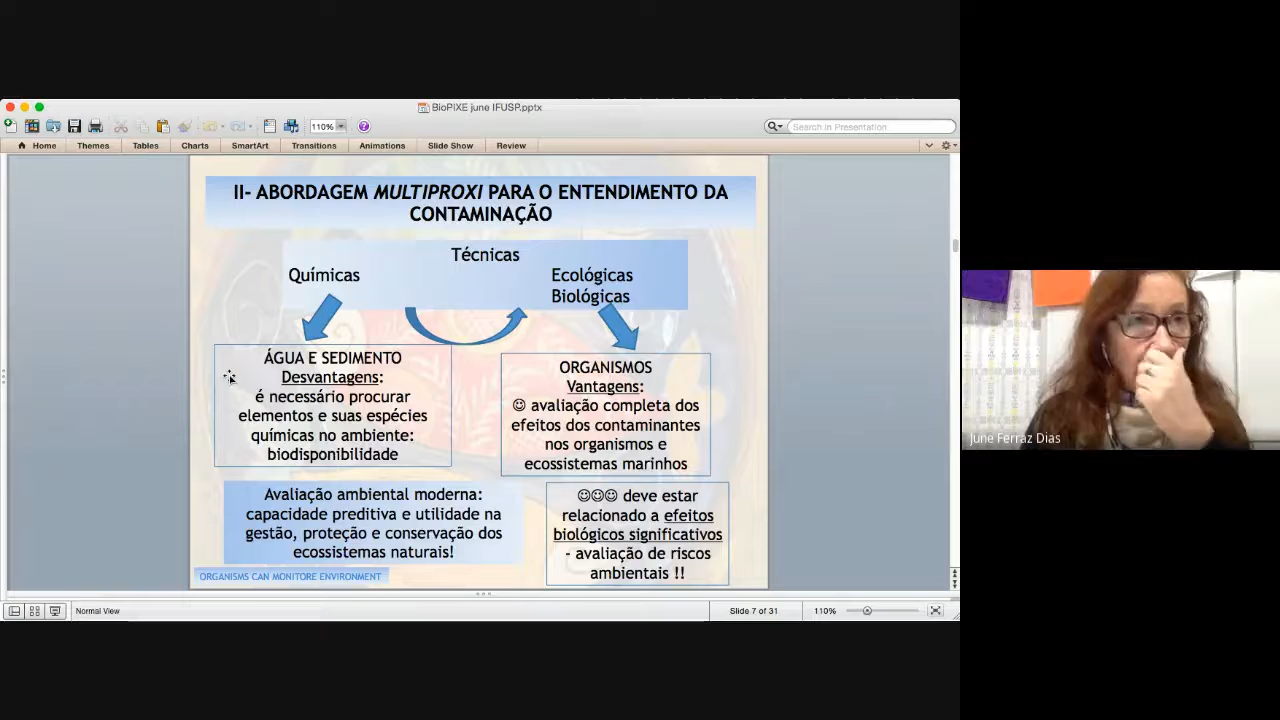 BioPIXE june IFUSP.pptx
110%
Search in Presentation
Home Themes Tables Charts SmartArt Transitions Animations Slide Show Review
II- ABORDAGEM MULTIPROXI PARA O ENTENDIMENTO DA
CONTAMINAÇÃO
Técnicas
Químicas
Ecológicas
Biológicas
ÁGUA E SEDIMENTO
Desvantagens:
é necessário procurar
elementos e suas espécies
químicas no ambiente:
biodisponibilidade
ORGANISMOS
Vantagens:
☺ avaliação completa dos
efeitos dos contaminantes
nos organismos e
ecossistemas marinhos
Avaliação ambiental moderna:
capacidade preditiva e utilidade na
gestão, proteção e conservação dos
ecossistemas naturais!
☺☺☺ deve estar
relacionado a efeitos
biológicos significativos
- avaliação de riscos
ambientais !!
ORGANISMS CAN MONITORE ENVIRONMENT
Normal View
Slide 7 of 31
110%
June Ferraz Dias